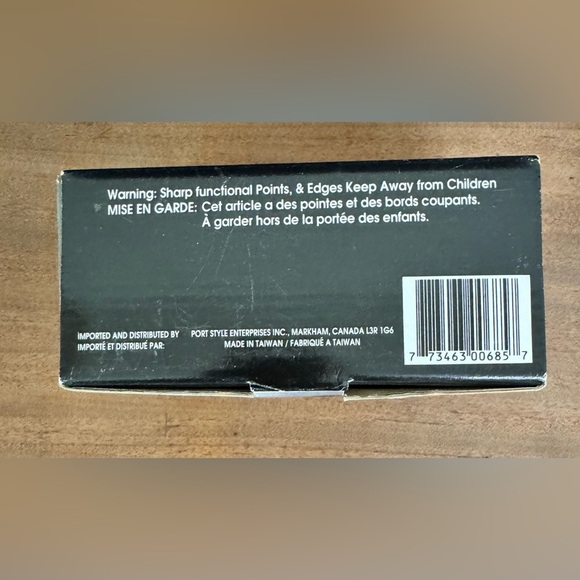 Warning: Sharp functional Points, & Edges Keep Away from Children
MISE EN GARDE: Cet article a des pointes et des bords coupants.
À garder hors de la portée des enfants.
IMPORTED AND DISTRIBUTED BY PORT STYLE ENTERPRISES INC., MARKHAM, CANADA L3R 1G6
IMPORTÉ ET DISTRIBUÉ PAR: MADE IN TAIWAN / FABRIQUÉ A TAIWAN
7 73463 00685 7